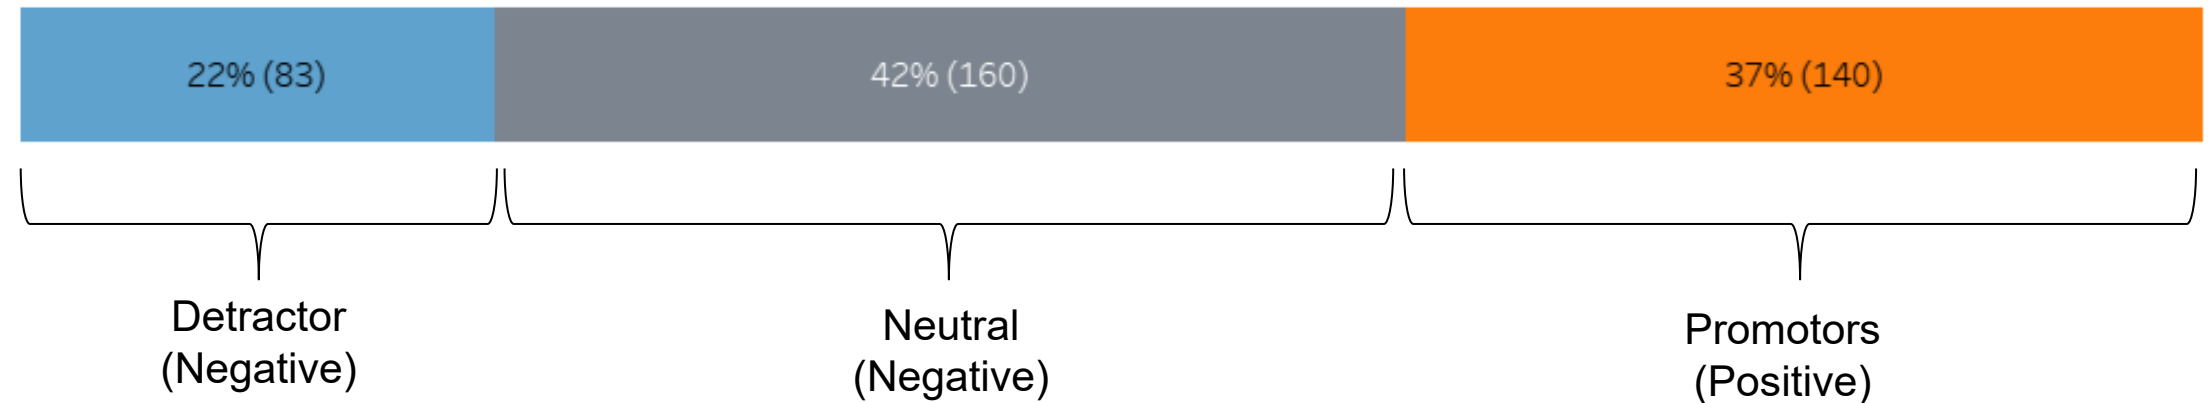 22% (83)
42% (160)
37% (140)
Detractor
(Negative)
Neutral
(Negative)
Promotors
(Positive)